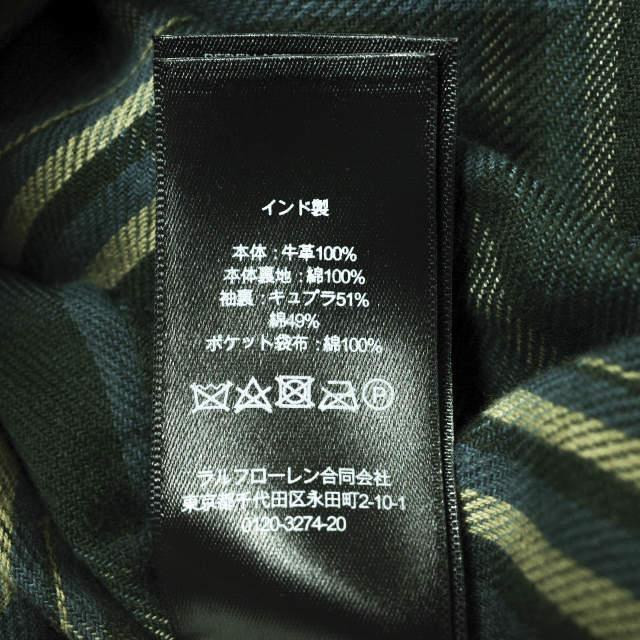 インド製
本体：牛革100%
本体裏地：綿100%
袖裏：キュプラ51%
綿49%
ポケット袋布：綿100%
P
ラルフローレン合同会社
東京都千代田区永田町2-10-1
0120-3274-20